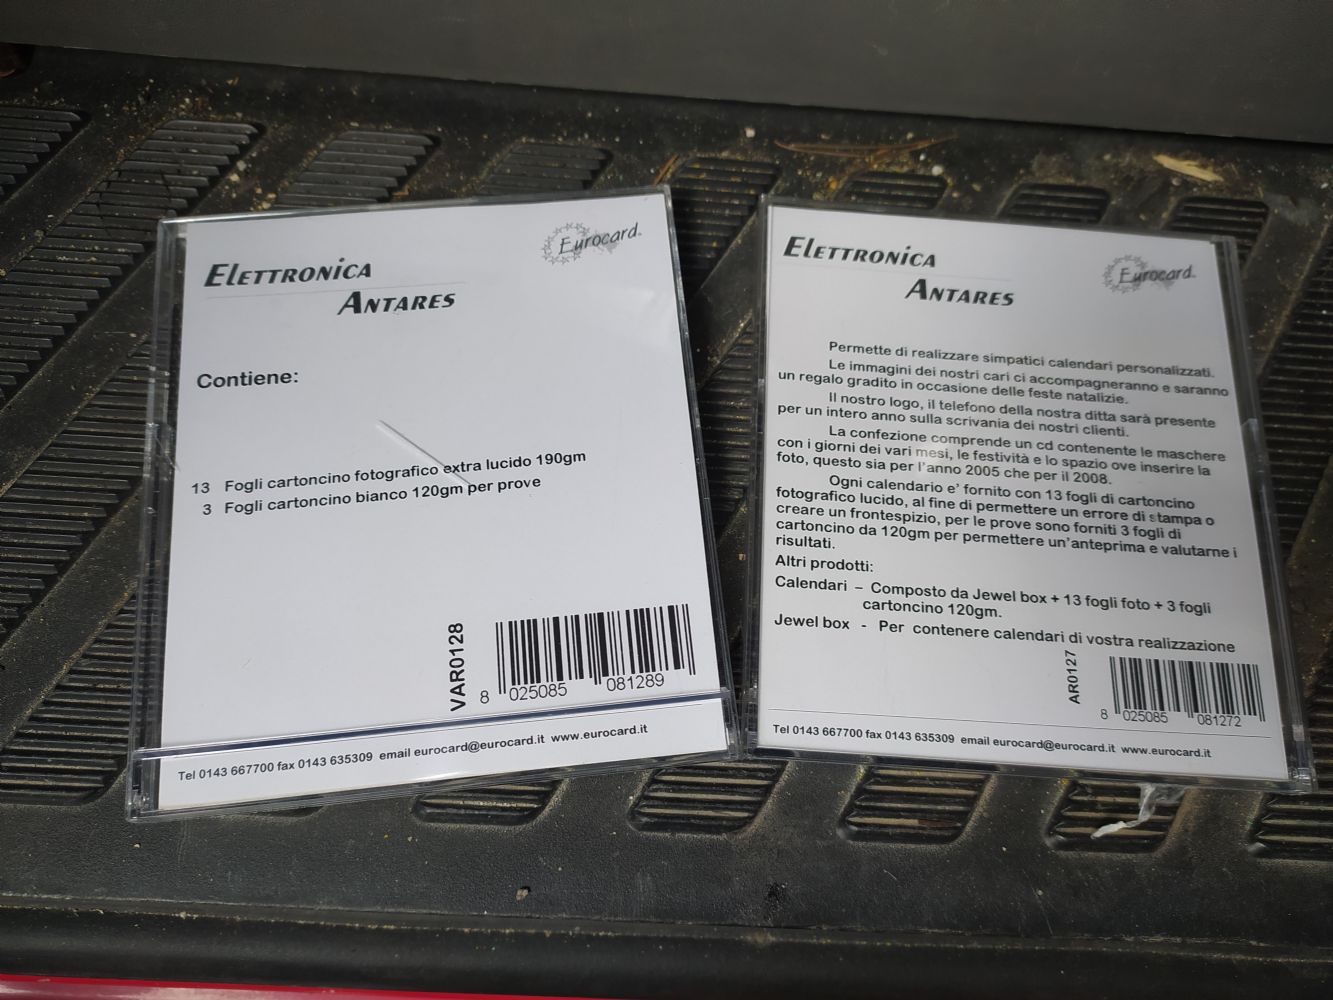 Elettronica
Antares
Eurocard
Contiene:
13 Fogli cartoncino fotografico extra lucido 190gm
3 Fogli cartoncino bianco 120gm per prove
VAR0128
8 025085 081289
Tel 0143 667700 fax 0143 635309 email eurocard@eurocard.it www.eurocard.it
Elettronica
Antares
Eurocard
Permette di realizzare simpatici calendari personalizzati.
Le immagini dei nostri cari ci accompagneranno e saranno
un regalo gradito in occasione delle feste natalizie.
Il nostro logo, il telefono della nostra ditta sarà presente
per un intero anno sulla scrivania dei nostri clienti.
La confezione comprende un cd contenente le maschere
con i giorni dei vari mesi, le festività e lo spazio ove inserire la
foto, questo sia per l'anno 2005 che per il 2008.
Ogni calendario e' fornito con 13 fogli di cartoncino
fotografico lucido, al fine di permettere un errore di stampa o
creare un frontespizio, per le prove sono forniti 3 fogli di
cartoncino da 120gm per permettere un'anteprima e valutarne i
risultati.
Altri prodotti:
Calendari – Composto da Jewel box + 13 fogli foto + 3 fogli
cartoncino 120gm.
Jewel box - Per contenere calendari di vostra realizzazione
AR0127
8 025085 081272
Tel 0143 667700 fax 0143 635309 email eurocard@eurocard.it www.eurocard.it